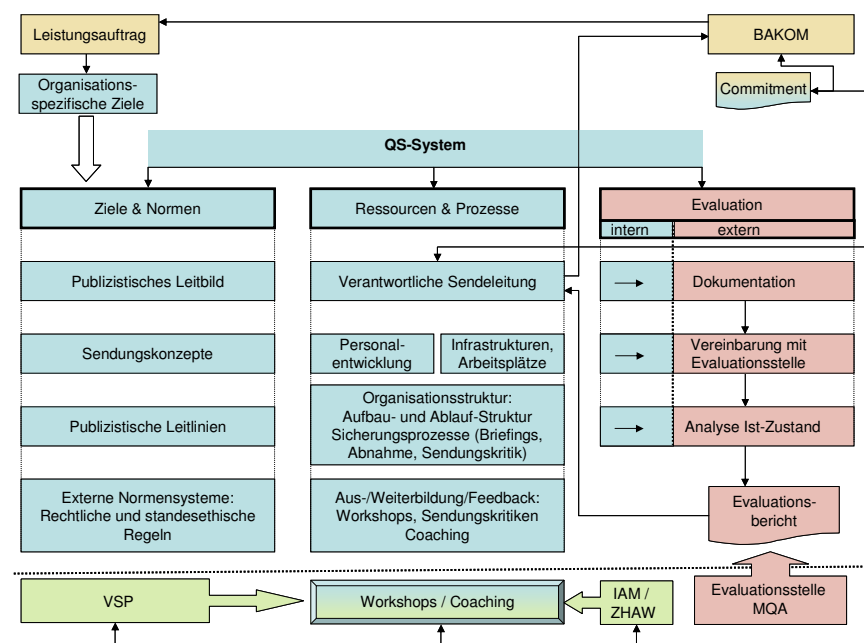 Leistungsauftrag
BAKOM
Organisations-
spezifische Ziele
Commitment
QS-System
Ziele & Normen
Ressourcen & Prozesse
Evaluation
intern
extern
Publizistisches Leitbild
Verantwortliche Sendeleitung
Dokumentation
Sendungskonzepte
Personal-
entwicklung
Infrastrukturen,
Arbeitsplätze
Vereinbarung mit
Evaluationsstelle
Publizistische Leitlinien
Organisationsstruktur:
Aufbau- und Ablauf-Struktur
Sicherungsprozesse (Briefings,
Abnahme, Sendungskritik)
Analyse Ist-Zustand
Externe Normensysteme:
Rechtliche und standesethische
Regeln
Aus-/Weiterbildung/Feedback:
Workshops, Sendungskritiken
Coaching
Evaluations-
bericht
VSP
Workshops / Coaching
IAM /
ZHAW
Evaluationsstelle
MQA